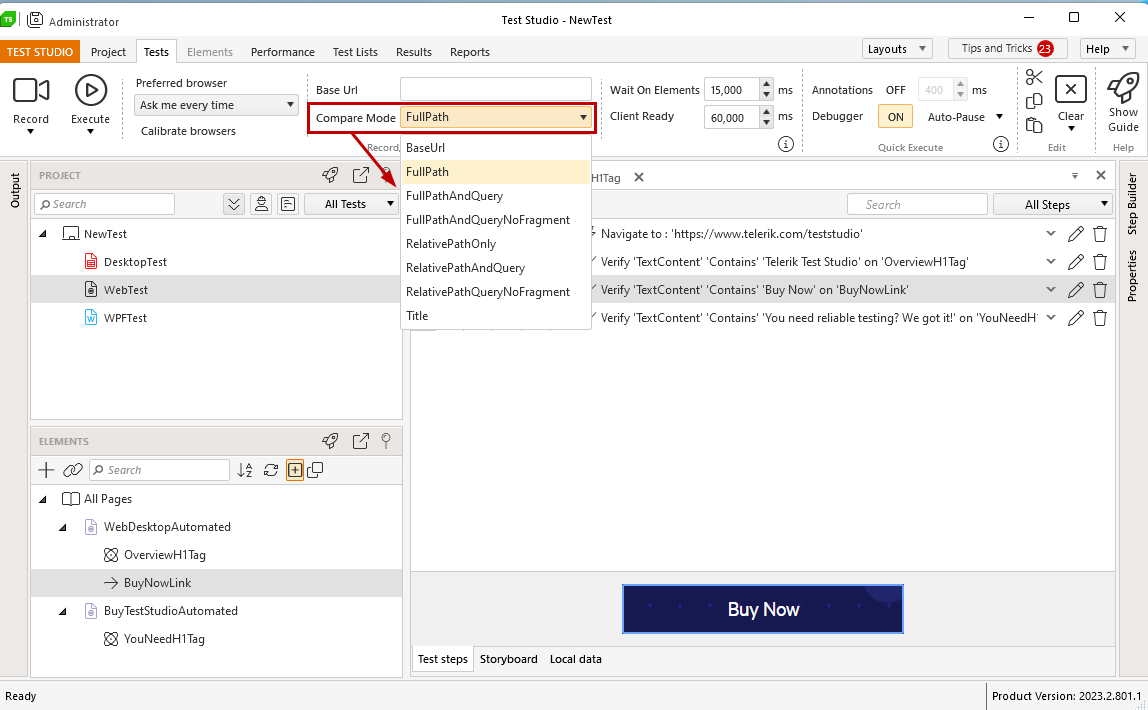 TS
Administrator
Test Studio - NewTest
TEST STUDIO
Project
Tests
Elements
Performance
Test Lists
Results
Reports
Layouts
Tips and Tricks 23
Help
Record
Execute
Preferred browser
Ask me every time
Calibrate browsers
Base Url
Compare Mode FullPath
Record,
Wait On Elements 15,000 ms
Client Ready 60,000 ms
Annotations OFF 400 ms
Debugger ON Auto-Pause
Quick Execute
Clear
Edit
Show
Guide
Help
BaseUrl
FullPath
FullPathAndQuery
FullPathAndQueryNoFragment
RelativePathOnly
RelativePathAndQuery
RelativePathQueryNoFragment
Title
Output
PROJECT
Search
All Tests
NewTest
DesktopTest
WebTest
WPFTest
ELEMENTS
Search
All Pages
WebDesktopAutomated
OverviewH1Tag
BuyNowLink
BuyTestStudioAutomated
YouNeedH1Tag
H1Tag
Search
All Steps
Navigate to : 'https://www.telerik.com/teststudio'
Verify 'TextContent' 'Contains' 'Telerik Test Studio' on 'OverviewH1Tag'
Verify 'TextContent' 'Contains' 'Buy Now' on 'BuyNowLink'
Verify 'TextContent' 'Contains' 'You need reliable testing? We got it!' on 'YouNeedH1
Buy Now
Test steps
Storyboard
Local data
Step Builder
Properties
Ready
Product Version: 2023.2.801.1